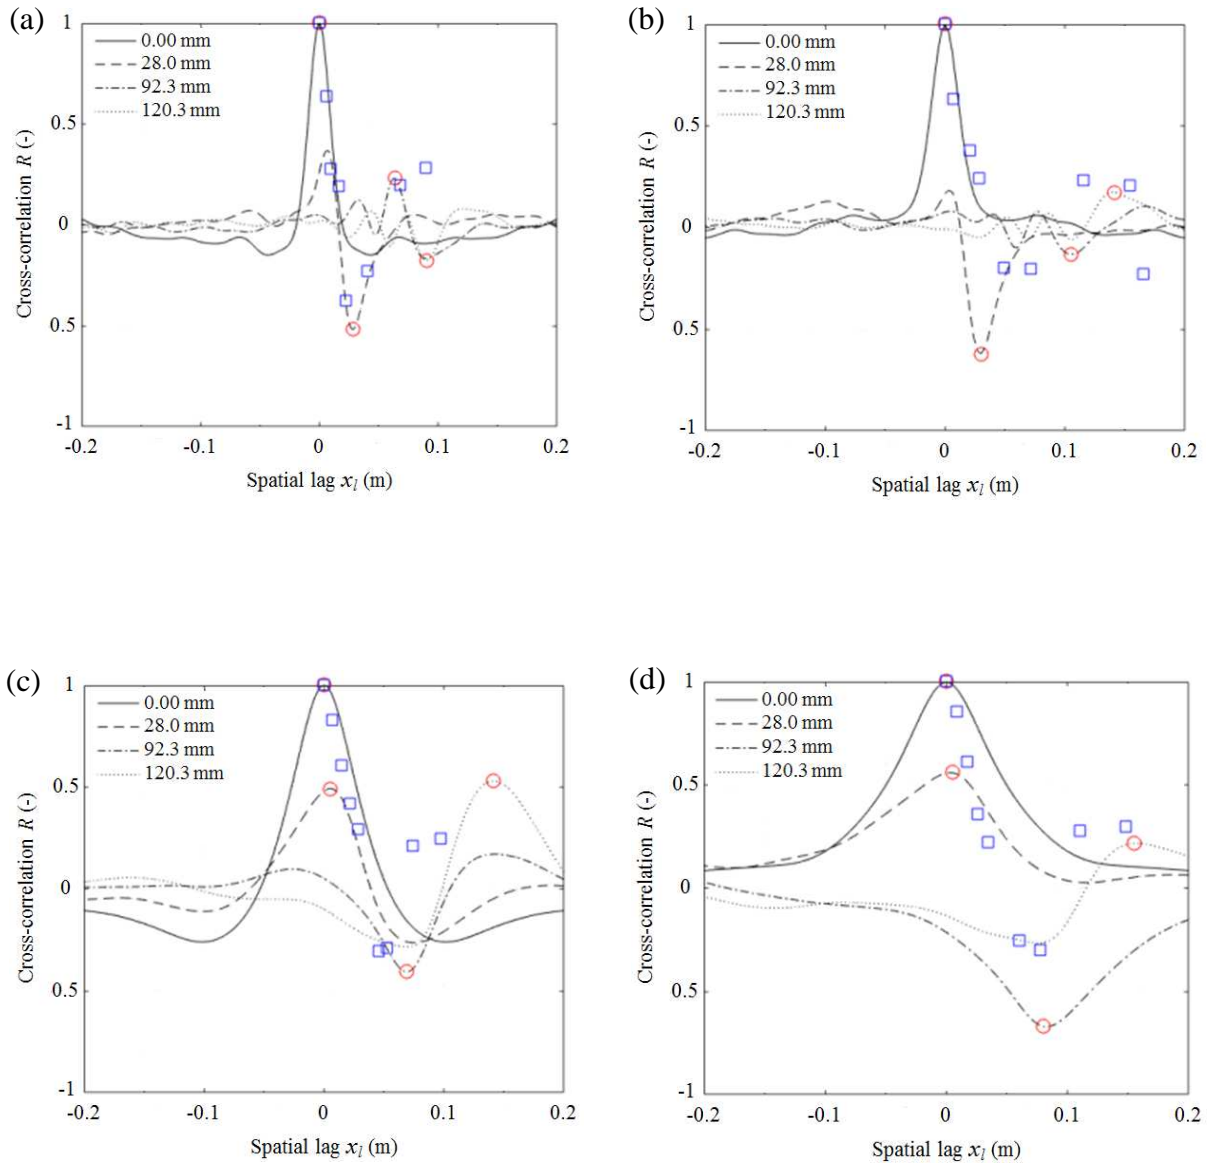 (a)
1
0.00 mm
28.0 mm
92.3 mm
120.3 mm
0.5
0
0.5
-1
-0.2 -0.1 0 0.1 0.2
Cross-correlation R (-)
Spatial lag xl (m)
(b)
1
0.00 mm
28.0 mm
92.3 mm
120.3 mm
0.5
0
0.5
-1
-0.2 -0.1 0 0.1 0.2
Cross-correlation R (-)
Spatial lag xl (m)
(c)
1
0.00 mm
28.0 mm
92.3 mm
120.3 mm
0.5
0
0.5
-1
-0.2 -0.1 0 0.1 0.2
Cross-correlation R (-)
Spatial lag xl (m)
(d)
1
0.00 mm
28.0 mm
92.3 mm
120.3 mm
0.5
0
0.5
-1
-0.2 -0.1 0 0.1 0.2
Cross-correlation R (-)
Spatial lag xl (m)